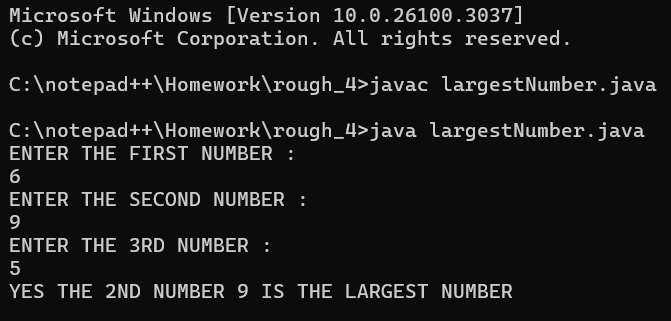 Microsoft Windows [Version 10.0.26100.3037]
(c) Microsoft Corporation. All rights reserved.
C:\notepad++\Homework\rough_4>javac largestNumber.java
C:\notepad++\Homework\rough_4>java largestNumber.java
ENTER THE FIRST NUMBER :
6
ENTER THE SECOND NUMBER :
9
ENTER THE 3RD NUMBER :
5
YES THE 2ND NUMBER 9 IS THE LARGEST NUMBER